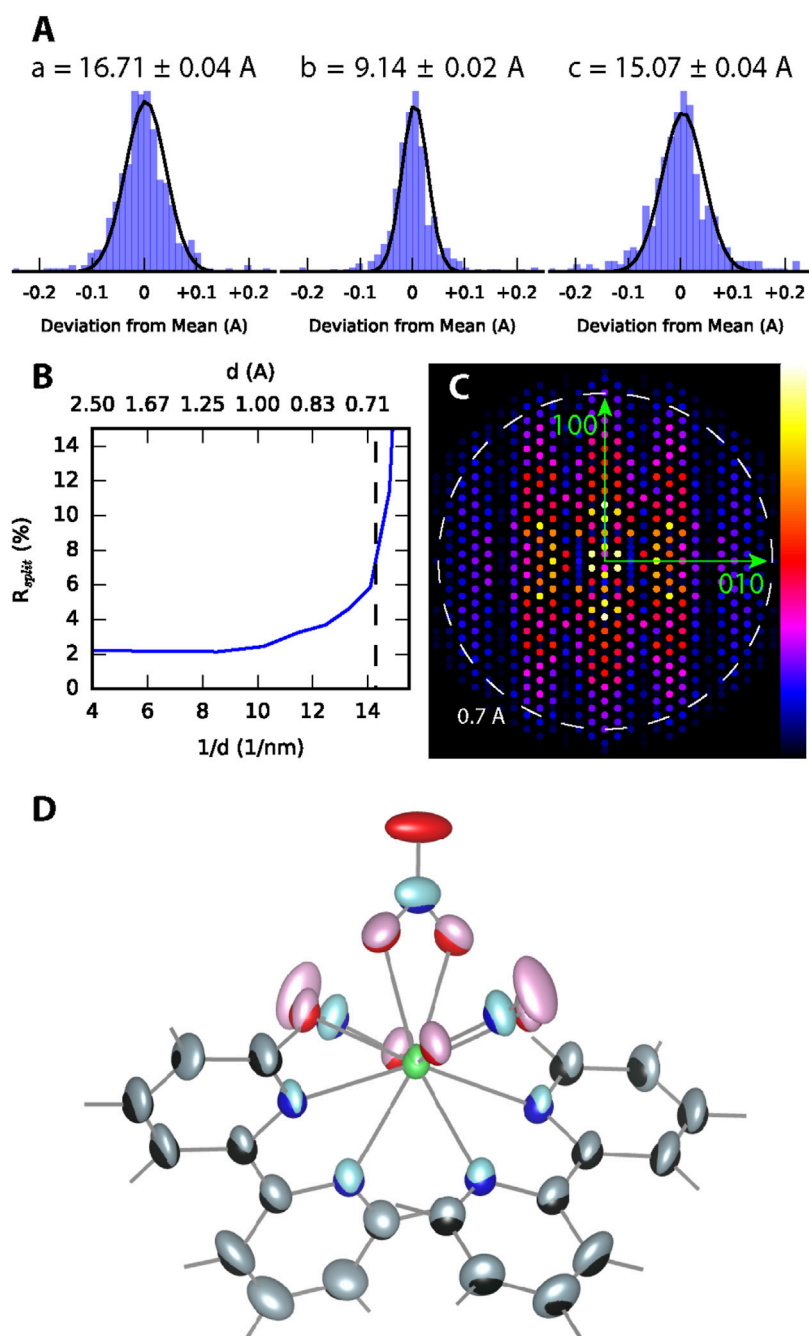 A
a = 16.71 ± 0.04 A b = 9.14 ± 0.02 A c = 15.07 ± 0.04 A
-0.2 -0.1 0 +0.1 +0.2 -0.2 -0.1 0 +0.1 +0.2 -0.2 -0.1 0 +0.1 +0.2
Deviation from Mean (A) Deviation from Mean (A) Deviation from Mean (A)
B
d (A)
2.50 1.67 1.25 1.00 0.83 0.71
14
12
10
8
6
4
2
0
R split (%)
4 6 8 10 12 14
1/d (1/nm)
C
100
010
0.7 A
D